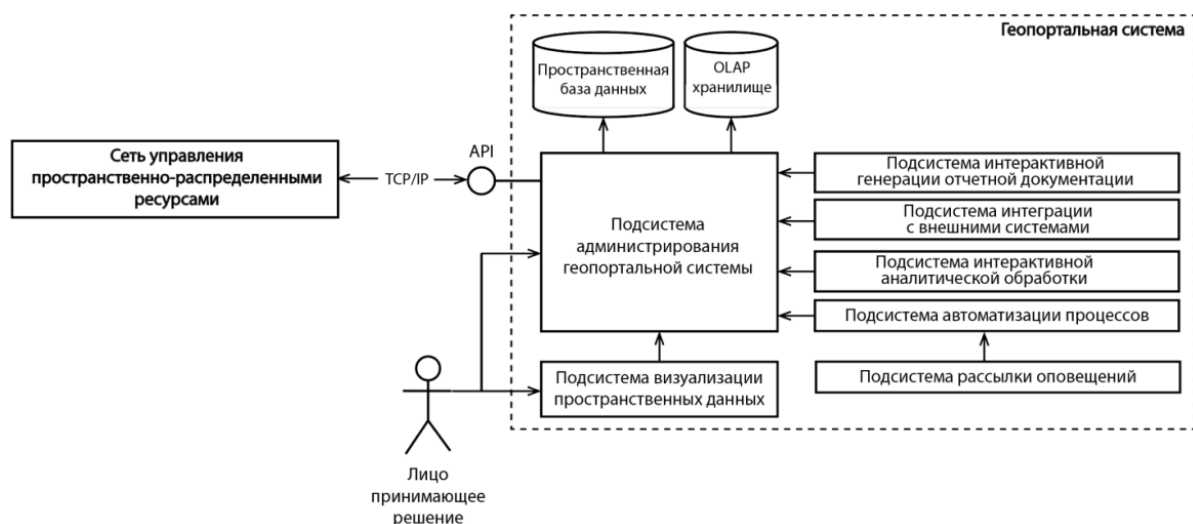 Геопортальная система
Пространственная
база данных
OLAP
хранилище
Сеть управления
пространственно-распределенными
ресурсами
TCP/IP
API
Подсистема
администрирования
геопортальной системы
Подсистема интерактивной
генерации отчетной документации
Подсистема интеграции
с внешними системами
Подсистема интерактивной
аналитической обработки
Подсистема автоматизации процессов
Подсистема визуализации
пространственных данных
Подсистема рассылки оповещений
Лицо
принимающее
решение